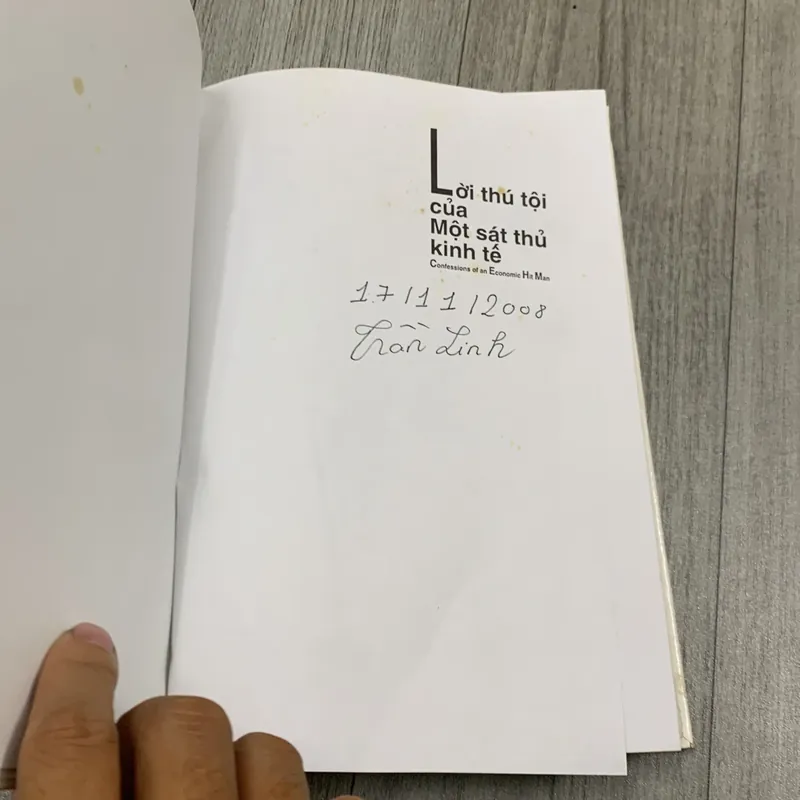 Lời thú tội
của
Một sát thủ
kinh tế
Confessions of an Economic Hit Man
17/11/2008
Trần Linh